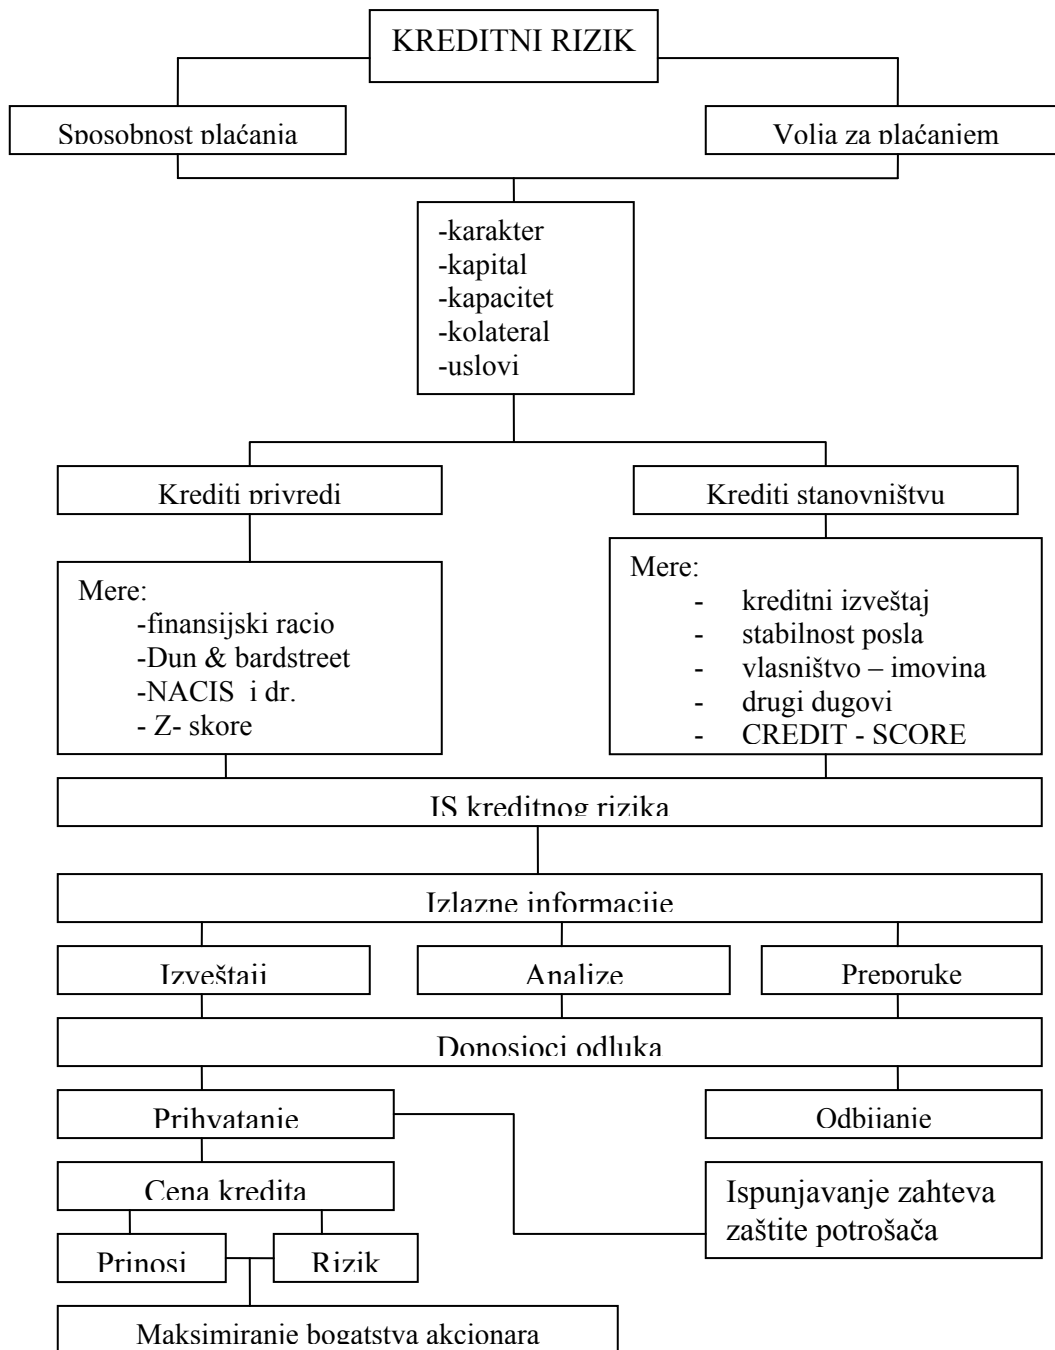 KREDITNI RIZIK
Sposobnost plaćanja
Volja za plaćanjem
-karakter
-kapital
-kapacitet
-kolateral
-uslovi
Krediti privredi
Krediti stanovništvu
Mere:
-finansijski racio
-Dun & bardstreet
-NACIS i dr.
- Z- skore
Mere:
- kreditni izveštaj
- stabilnost posla
- vlasništvo – imovina
- drugi dugovi
- CREDIT - SCORE
IS kreditnog rizika
Izlazne informacije
Izveštaji
Analize
Preporuke
Donosioci odluka
Prihvatanje
Odbijanje
Cena kredita
Ispunjavanje zahteva
zaštite potrošača
Prinosi
Rizik
Maksimiranje bogatstva akcionara